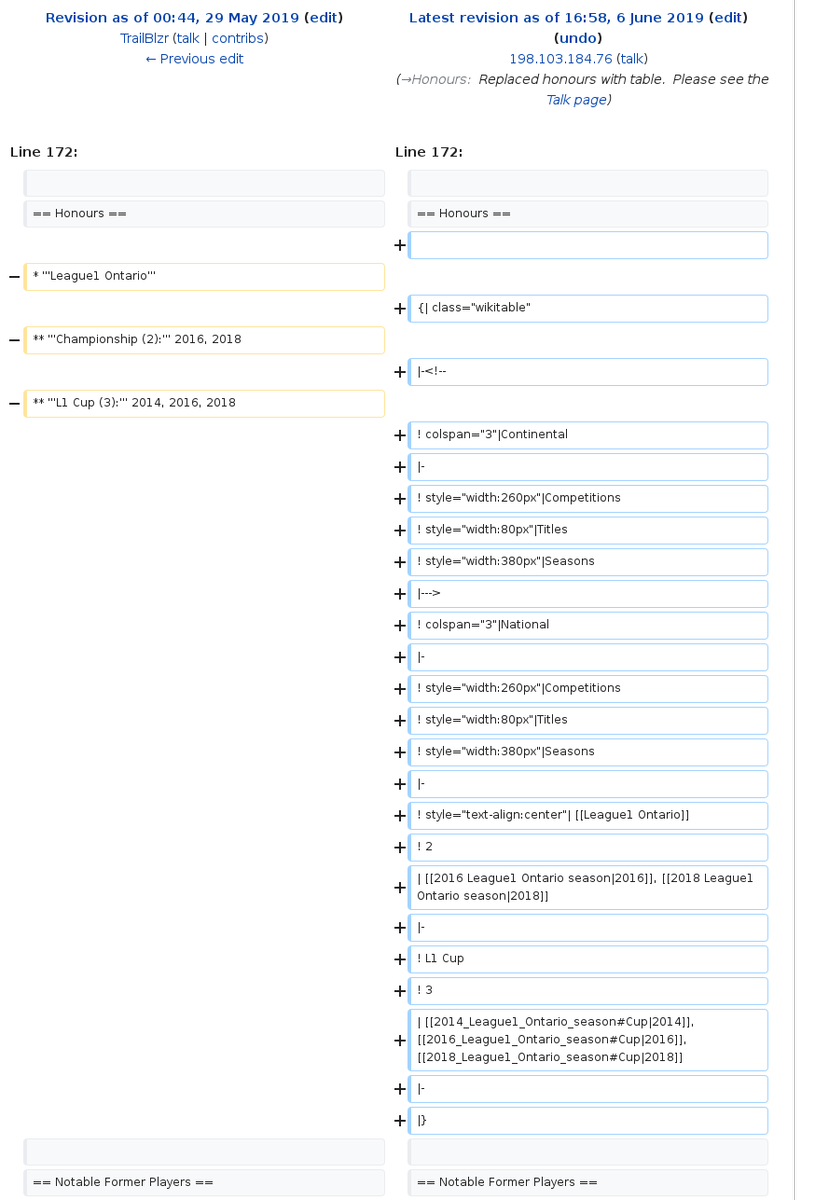 Revision as of 00:44, 29 May 2019 (edit)
TrailBlzr (talk | contribs)
← Previous edit
Latest revision as of 16:58, 6 June 2019 (edit)
(undo)
198.103.184.76 (talk)
(→Honours: Replaced honours with table. Please see the
Talk page)
Line 172:
Line 172:
== Honours ==
== Honours ==
+
− * '''League1 Ontario'''
+ {| class="wikitable"
− ** '''Championship (2):''' 2016, 2018
+ |-<!--
− ** '''L1 Cup (3):''' 2014, 2016, 2018
+ ! colspan="3"|Continental
+ |-
+ ! style="width:260px"|Competitions
+ ! style="width:80px"|Titles
+ ! style="width:380px"|Seasons
+ |--->
+ ! colspan="3"|National
+ |-
+ ! style="width:260px"|Competitions
+ ! style="width:80px"|Titles
+ ! style="width:380px"|Seasons
+ |-
+ ! style="text-align:center"| [[League1 Ontario]]
+ ! 2
+ | [[2016 League1 Ontario season|2016]], [[2018 League1
Ontario season|2018]]
+ |-
+ ! L1 Cup
+ ! 3
+ | [[2014_League1_Ontario_season#Cup|2014]],
[[2016_League1_Ontario_season#Cup|2016]],
[[2018_League1_Ontario_season#Cup|2018]]
+ |-
+ |}
== Notable Former Players ==
== Notable Former Players ==